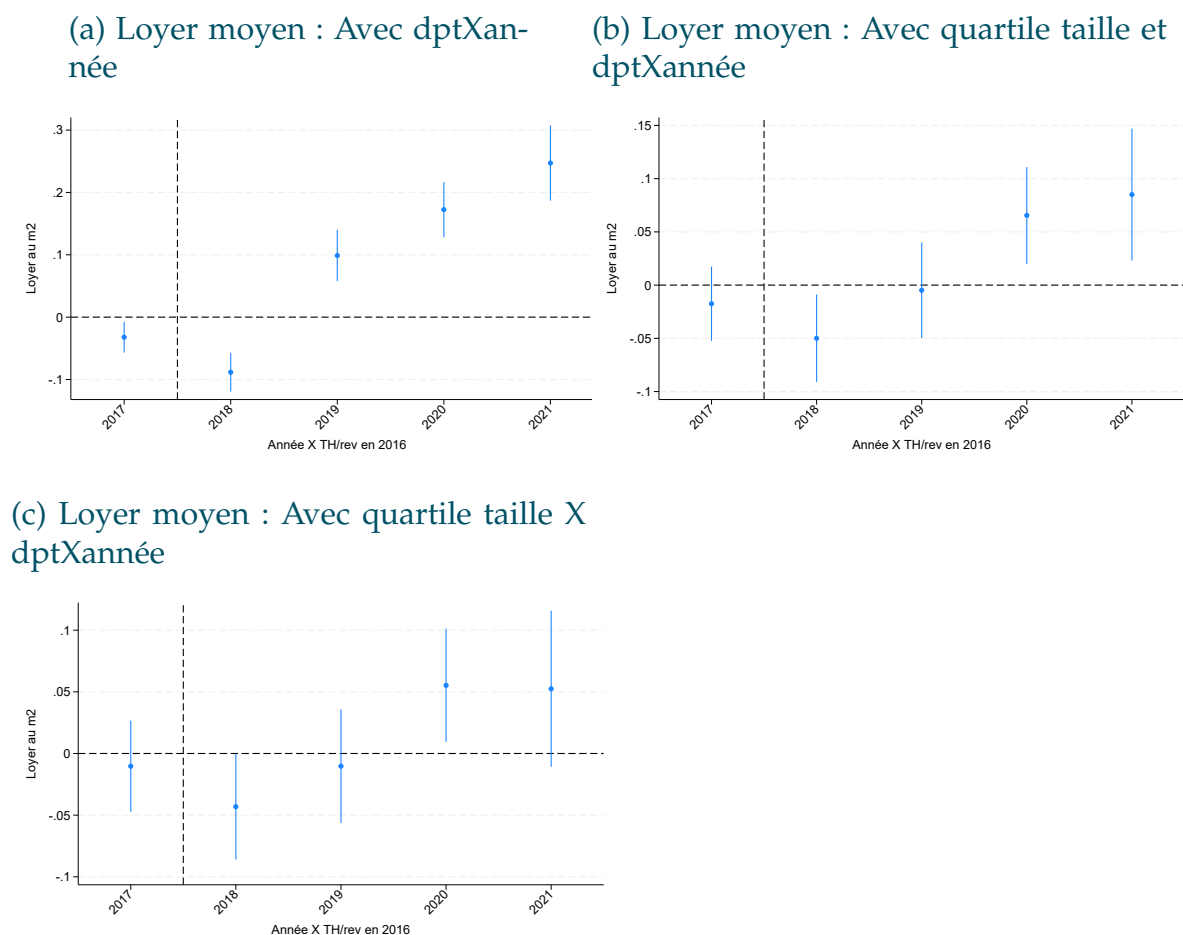 (a) Loyer moyen : Avec dptXan-
née
.3
.2
.1
0
-.1
Loyer au m2
2017
2018
2019
2020
2021
Année X TH/rev en 2016
(b) Loyer moyen : Avec quartile taille et
dptXannée
.15
.1
.05
0
-.05
-.1
Loyer au m2
2017
2018
2019
2020
2021
Année X TH/rev en 2016
(c) Loyer moyen : Avec quartile taille X
dptXannée
.1
.05
0
-.05
-.1
Loyer au m2
2017
2018
2019
2020
2021
Année X TH/rev en 2016